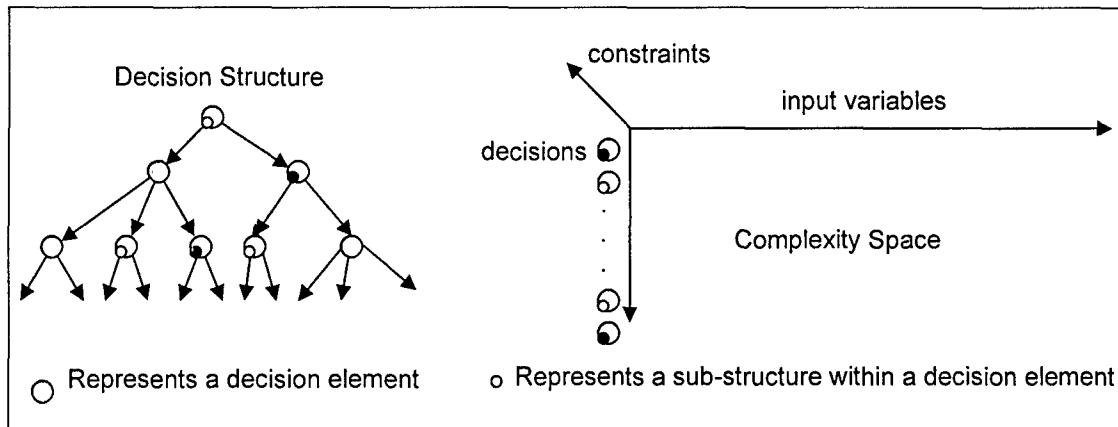 Decision Structure
constraints
input variables
decisions
Complexity Space
Represents a decision element
Represents a sub-structure within a decision element